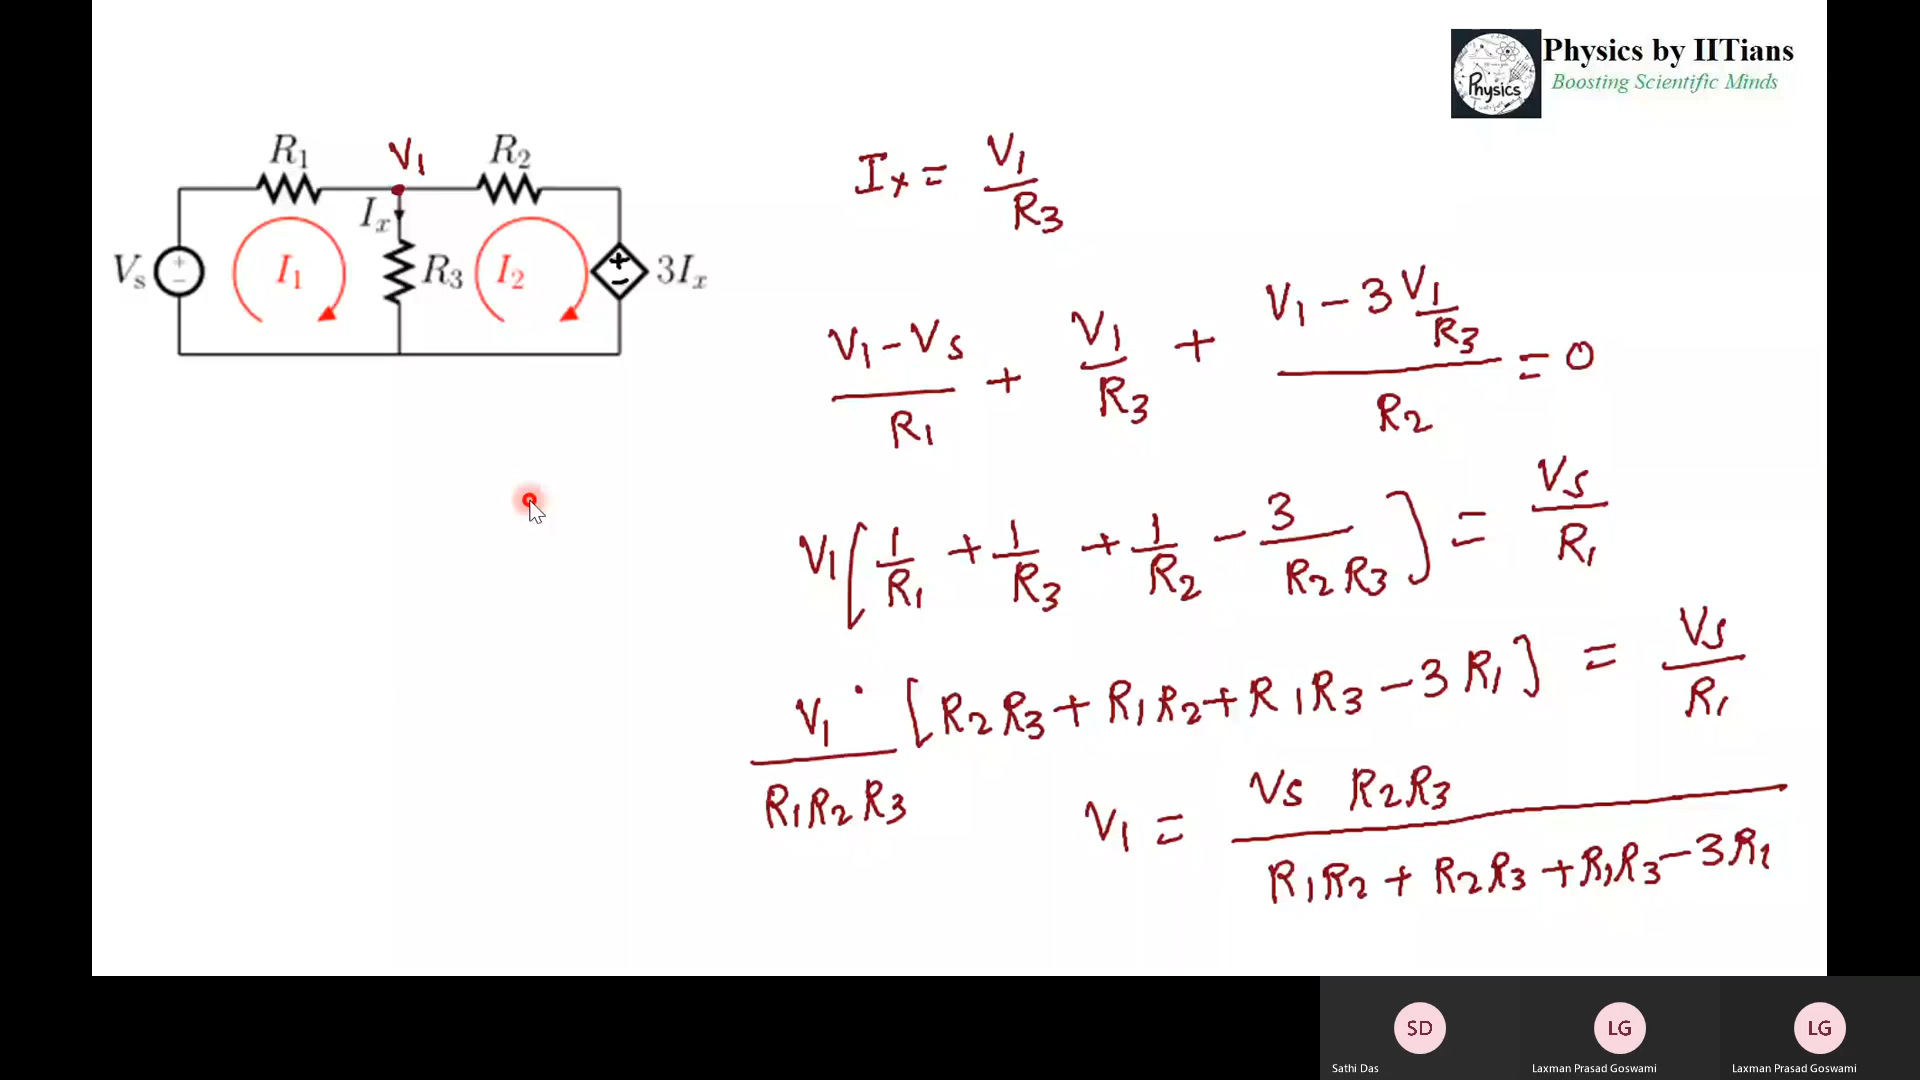 Physics by IITians
Boosting Scientific Minds
Physics
R₁ V₁ R₂
Iₓ
Vₛ + − I₁ R₃ I₂ + − 3Iₓ
Iₓ = V₁/R₃
(V₁ − Vₛ)/R₁ + V₁/R₃ + (V₁ − 3 V₁/R₃)/R₂ = 0
V₁ [1/R₁ + 1/R₃ + 1/R₂ − 3/(R₂R₃)] = Vₛ/R₁
V₁/(R₁R₂R₃) · [R₂R₃ + R₁R₂ + R₁R₃ − 3R₁] = Vₛ/R₁
V₁ = Vₛ R₂R₃/(R₁R₂ + R₂R₃ + R₁R₃ − 3R₁)
SD LG LG
Sathi Das Laxman Prasad Goswami Laxman Prasad Goswami